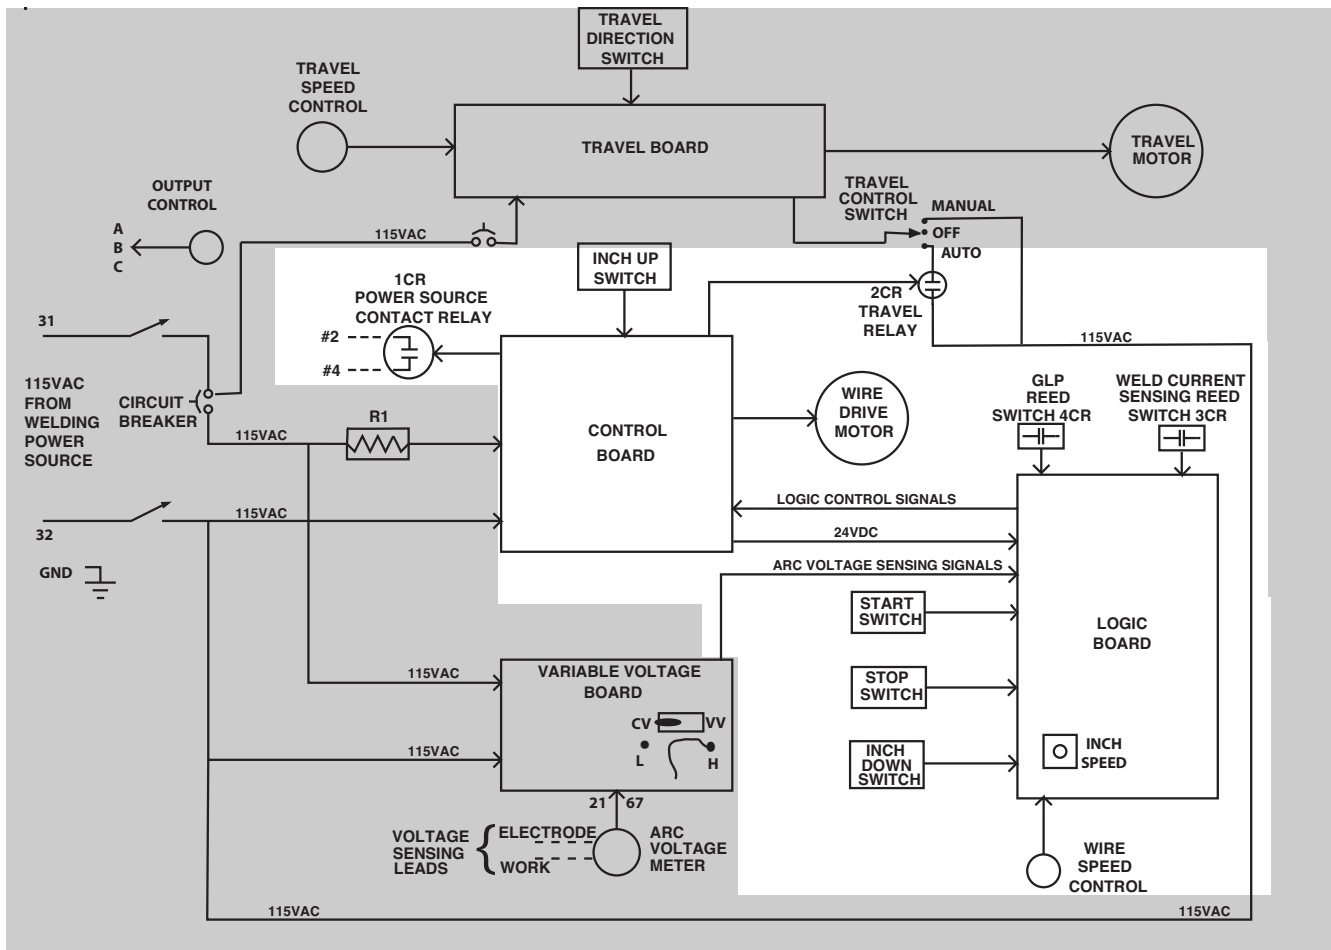 TRAVEL
DIRECTION
SWITCH
TRAVEL
SPEED
CONTROL
TRAVEL BOARD
TRAVEL
MOTOR
OUTPUT
CONTROL
A
B
C
115VAC
TRAVEL
CONTROL
SWITCH
MANUAL
OFF
AUTO
INCH UP
SWITCH
1CR
POWER SOURCE
CONTACT RELAY
#2
#4
2CR
TRAVEL
RELAY
115VAC
31
115VAC
FROM
WELDING
POWER
SOURCE
CIRCUIT
BREAKER
115VAC
R1
CONTROL
BOARD
WIRE
DRIVE
MOTOR
GLP
REED
SWITCH 4CR
WELD CURRENT
SENSING REED
SWITCH 3CR
32
115VAC
GND
LOGIC CONTROL SIGNALS
24VDC
ARC VOLTAGE SENSING SIGNALS
START
SWITCH
STOP
SWITCH
INCH
DOWN
SWITCH
LOGIC
BOARD
INCH
SPEED
WIRE
SPEED
CONTROL
115VAC
115VAC
VARIABLE VOLTAGE
BOARD
CV
VV
L
H
21
67
VOLTAGE
SENSING
LEADS
ELECTRODE
WORK
ARC
VOLTAGE
METER
115VAC
115VAC